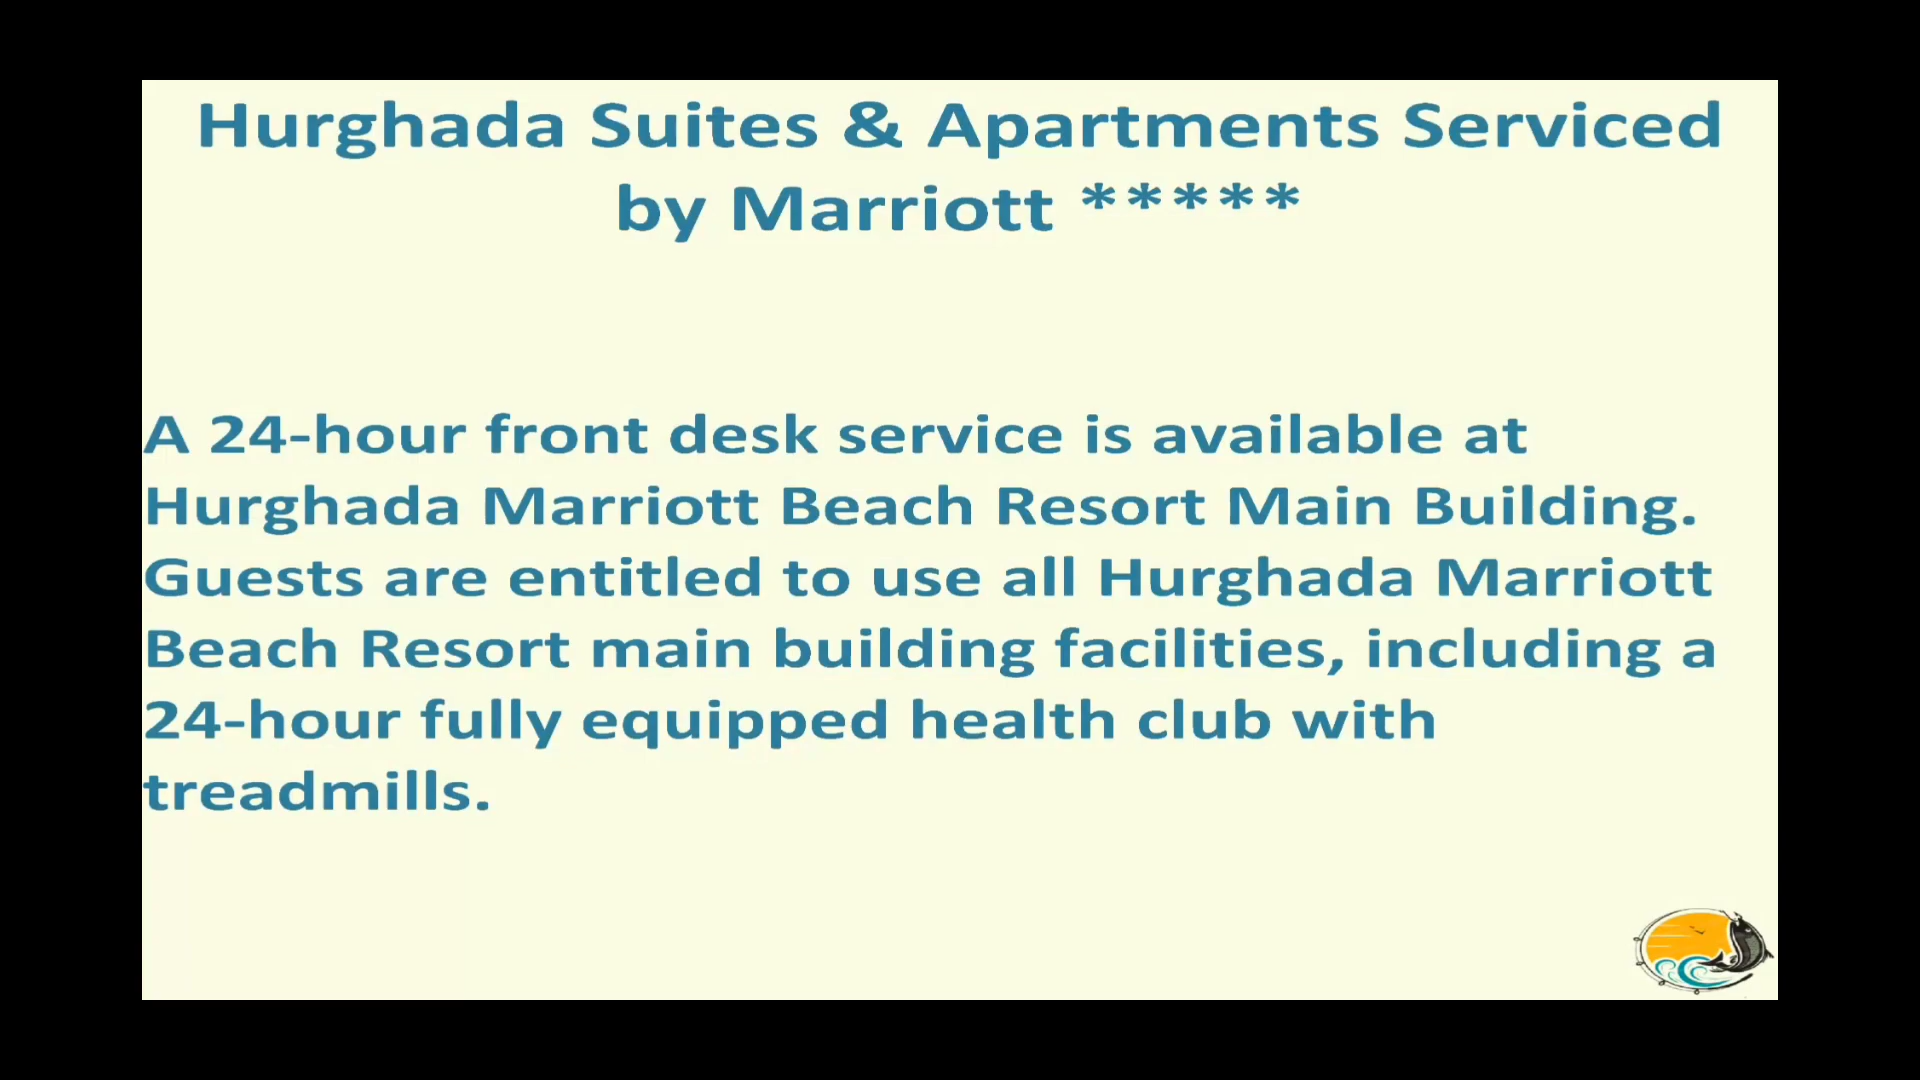 Hurghada Suites & Apartments Serviced
by Marriott *****
A 24-hour front desk service is available at
Hurghada Marriott Beach Resort Main Building.
Guests are entitled to use all Hurghada Marriott
Beach Resort main building facilities, including a
24-hour fully equipped health club with
treadmills.